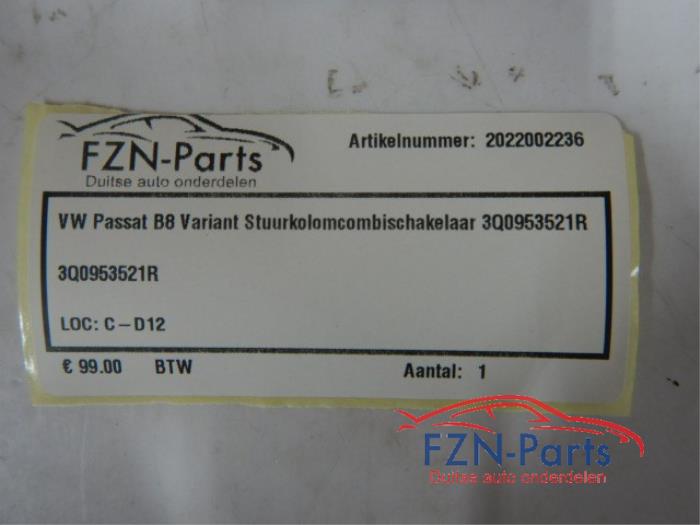 FZN-Parts
Duitse auto onderdelen
Artikelnummer: 2022002236
VW Passat B8 Variant Stuurkolomcombischakelaar 3Q0953521R
3Q0953521R
LOC: C-D12
€ 99.00 BTW Aantal: 1
FZN-Parts
Duitse auto onderdelen